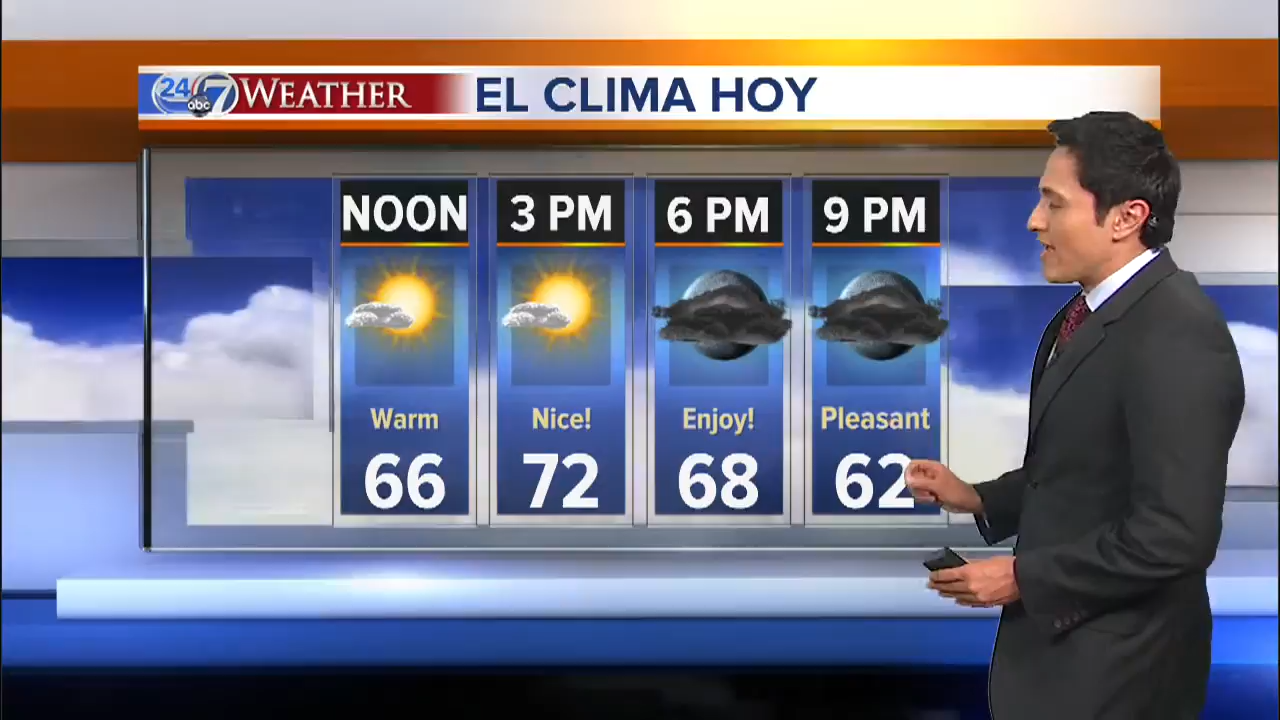 24/7 abc WEATHER EL CLIMA HOY
NOON 3 PM 6 PM 9 PM
Warm Nice! Enjoy! Pleasant
66 72 68 62